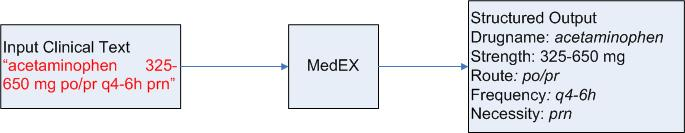 Input Clinical Text
“acetaminophen 325-
650 mg po/pr q4-6h prn”
MedEX
Structured Output
Drugname: acetaminophen
Strength: 325-650 mg
Route: po/pr
Frequency: q4-6h
Necessity: prn